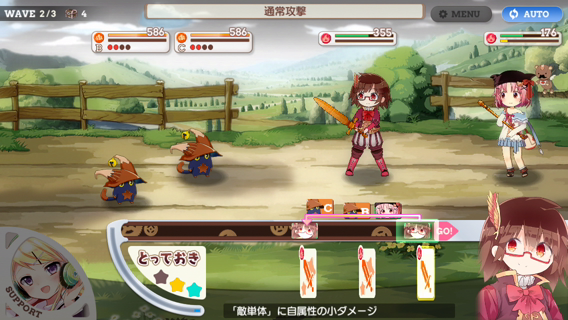 WAVE 2/3 4
通常攻撃
MENU
AUTO
586
B
586
C
355
176
C
B
GO!
とっておき
SUPPORT
「敵単体」に自属性の小ダメージ